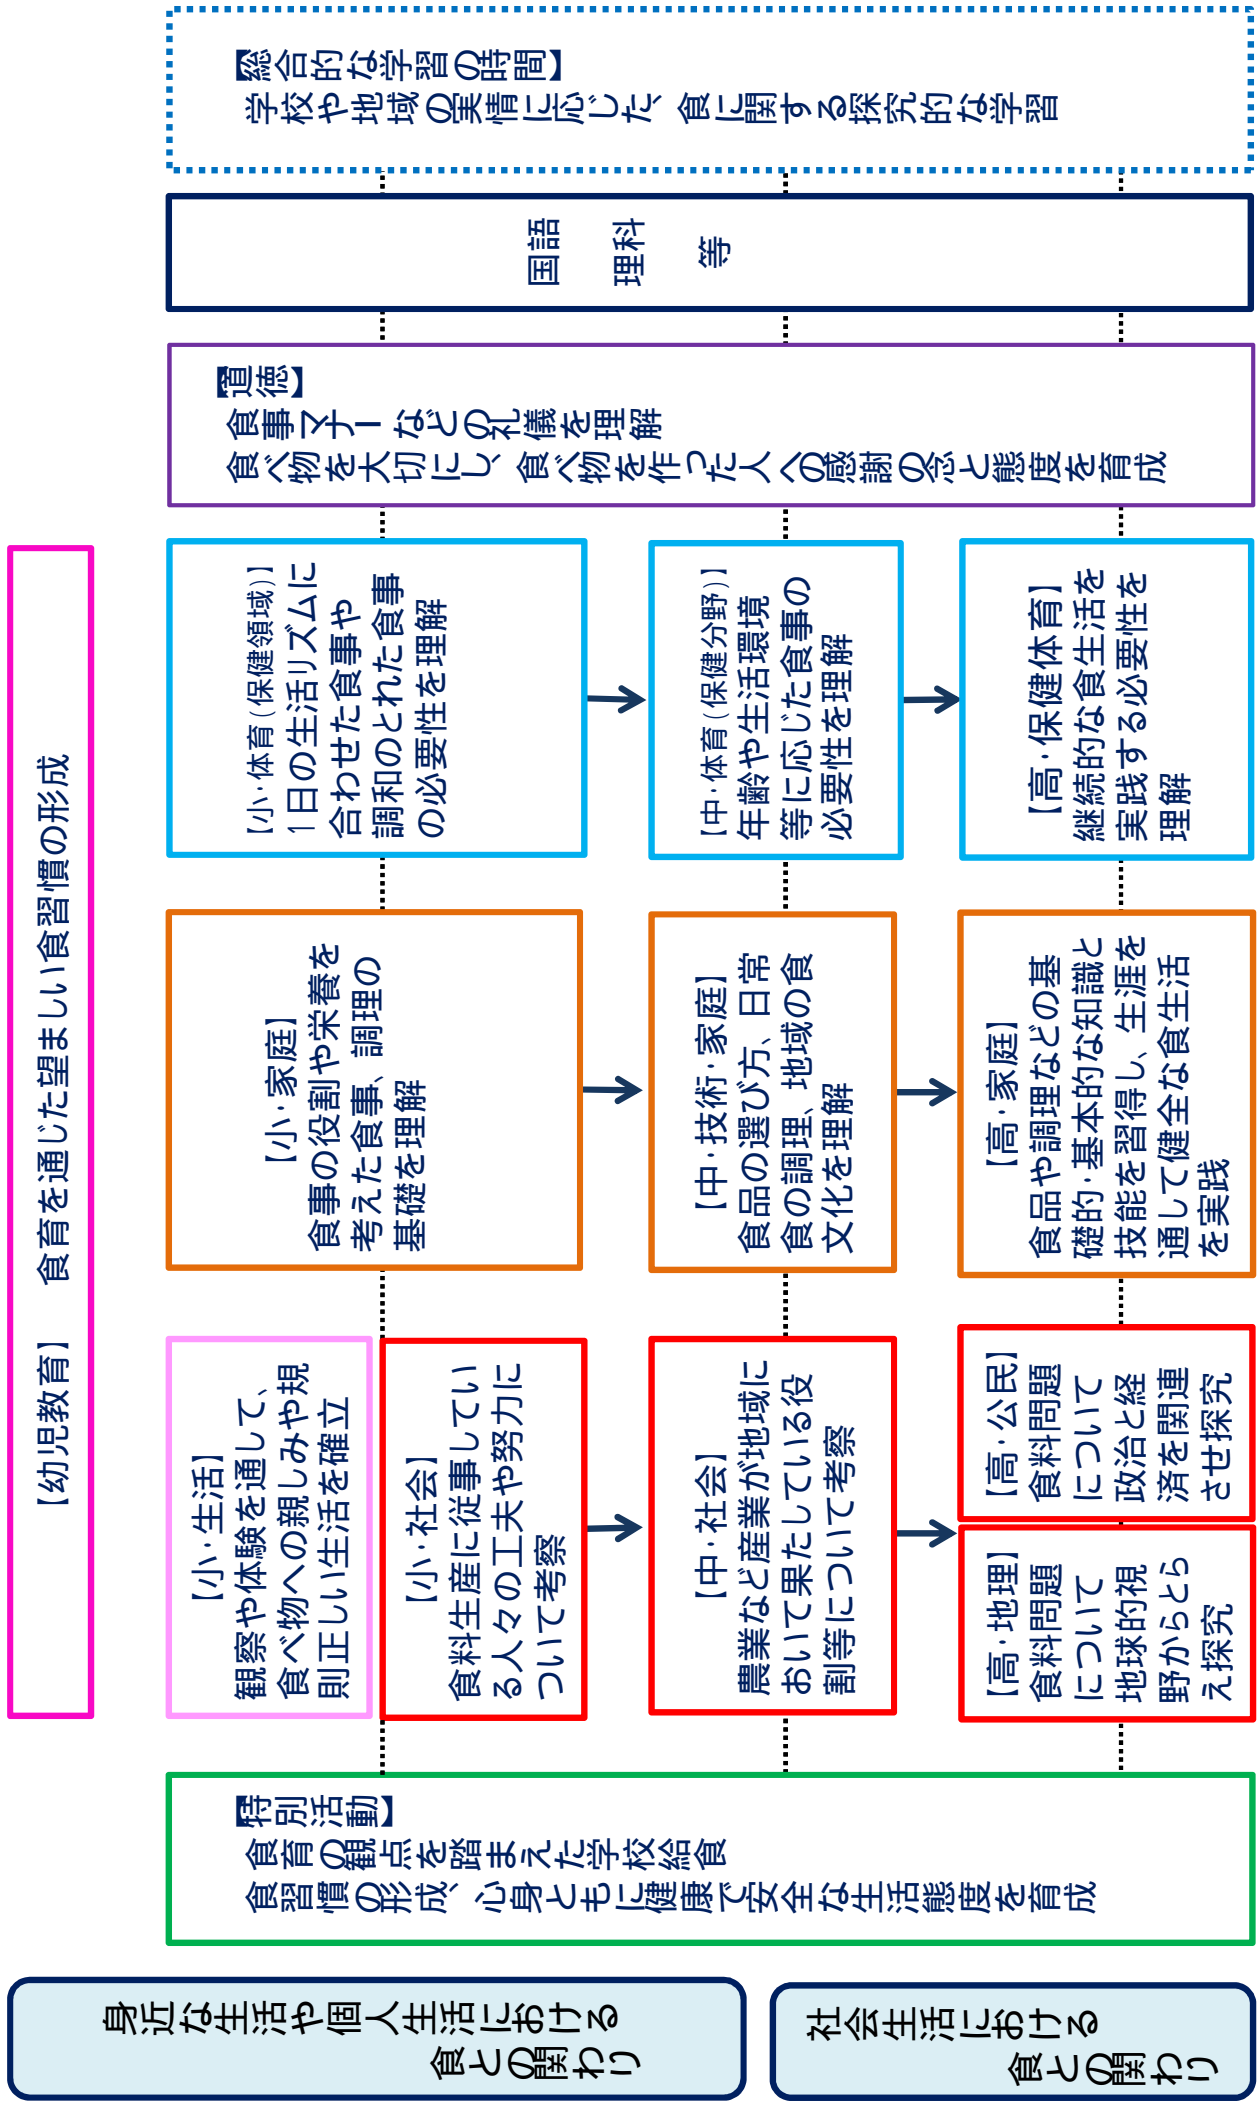 【幼児教育】　食育を通じた望ましい食習慣の形成
身近な生活や個人生活における
食との関わり
社会生活における
食との関わり
【特別活動】
食育の観点を踏まえた学校給食
食習慣の形成、心身ともに健康で安全な生活態度を育成
【小・生活】
観察や体験を通して、
食べ物への親しみや規
則正しい生活を確立
【小・社会】
食料生産に従事してい
る人々の工夫や努力に
ついて考察
【中・社会】
農業など産業が地域に
おいて果たしている役
割等について考察
【高・地理】
食料問題
について
地球的視
野からとら
え探究
【高・公民】
食料問題
について
政治と経
済を関連
させ探究
【小・家庭】
食事の役割や栄養を
考えた食事、調理の
基礎を理解
【中・技術・家庭】
食品の選び方、日常
食の調理、地域の食
文化を理解
【高・家庭】
食品や調理などの基
礎的・基本的な知識と
技能を習得し、生涯を
通して健全な食生活
を実践
【小・体育（保健領域）】
1日の生活リズムに
合わせた食事や
調和のとれた食事
の必要性を理解
【中・体育（保健分野）】
年齢や生活環境
等に応じた食事の
必要性を理解
【高・保健体育】
継続的な食生活を
実践する必要性を
理解
【道徳】
食事マナーなどの礼儀を理解
食べ物を大切にし、食べ物を作った人への感謝の念と態度を育成
国語
理科
等
【総合的な学習の時間】
学校や地域の実情に応じた、食に関する探究的な学習